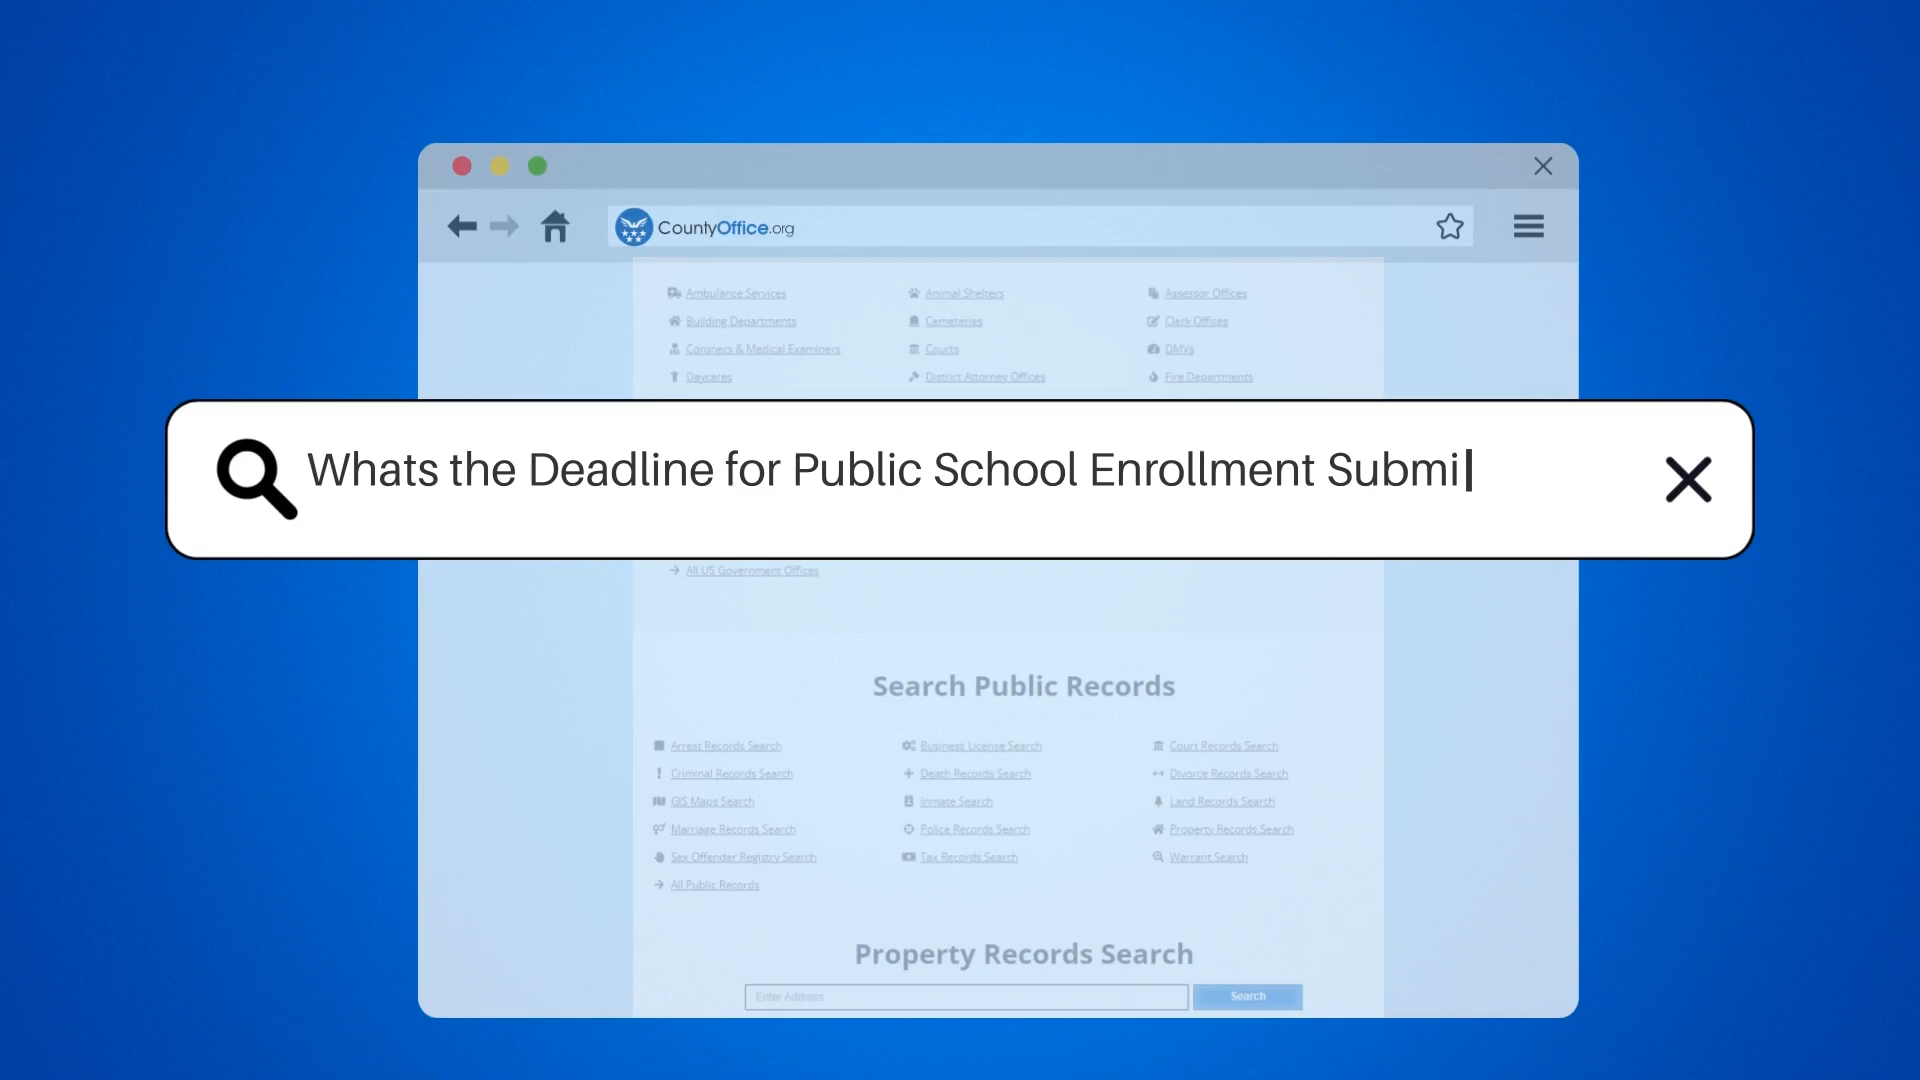 CountyOffice.org
Ambulance Services
Animal Shelters
Assessor Offices
Building Departments
Cemeteries
Clerk Offices
Coroners & Medical Examiners
Courts
DMVs
Daycares
District Attorney Offices
Fire Departments
Whats the Deadline for Public School Enrollment Submi
All US Government Offices
Search Public Records
Arrest Records Search
Business License Search
Court Records Search
Criminal Records Search
Death Records Search
Divorce Records Search
GIS Maps Search
Inmate Search
Land Records Search
Marriage Records Search
Police Records Search
Property Records Search
Sex Offender Registry Search
Tax Records Search
Warrant Search
All Public Records
Property Records Search
Enter Address
Search